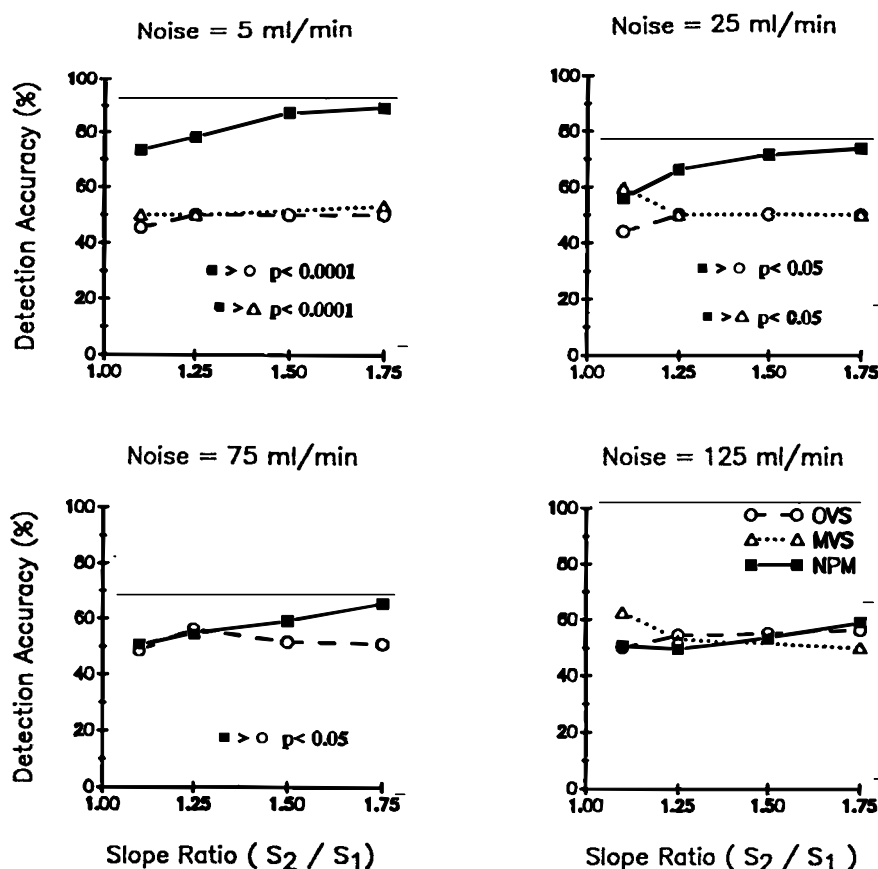 Noise = 5 ml/min
Detection Accuracy (%)
100
80
60
40
20
0
1.00 1.25 1.50 1.75
■ > ○ p< 0.0001
■ > △ p< 0.0001
Noise = 25 ml/min
100
80
60
40
20
0
1.00 1.25 1.50 1.75
■ > ○ p< 0.05
■ > △ p< 0.05
Noise = 75 ml/min
Detection Accuracy (%)
100
80
60
40
20
0
1.00 1.25 1.50 1.75
■ > ○ p< 0.05
Slope Ratio ( S2 / S1)
Noise = 125 ml/min
100
80
60
40
20
0
1.00 1.25 1.50 1.75
OVS
MVS
NPM
Slope Ratio ( S2 / S1)